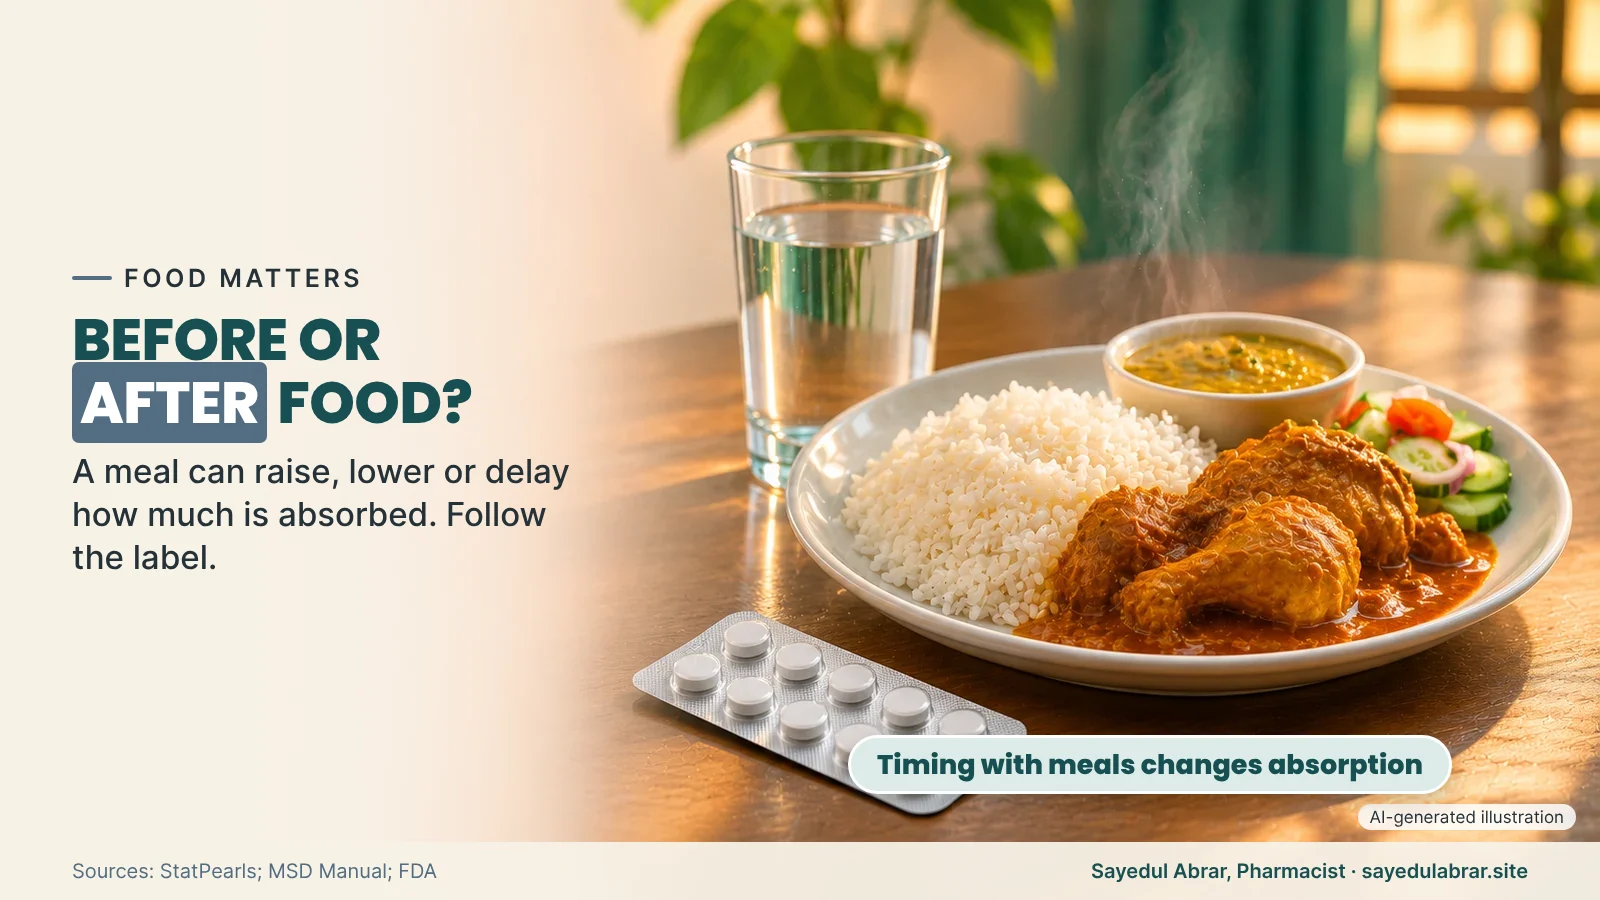 FOOD MATTERS
BEFORE OR
AFTER FOOD?
A meal can raise, lower or delay
how much is absorbed. Follow
the label.
Timing with meals changes absorption
AI-generated illustration
Sources: StatPearls; MSD Manual; FDA
Sayedul Abrar, Pharmacist · sayedulabrar.site